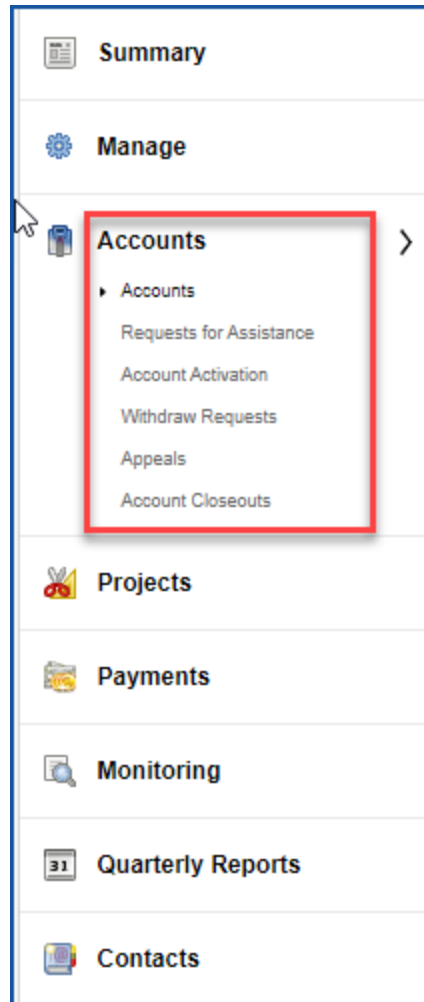 Summary
Manage
Accounts
Accounts
Requests for Assistance
Account Activation
Withdraw Requests
Appeals
Account Closeouts
Projects
Payments
Monitoring
31 Quarterly Reports
Contacts